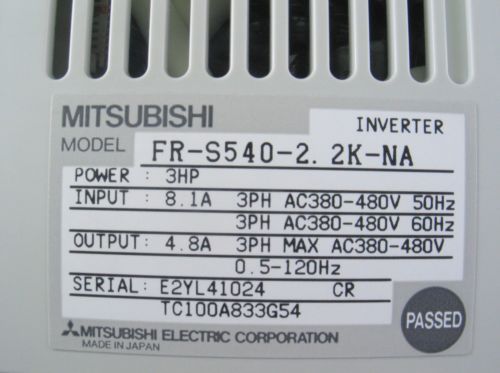 MITSUBISHI INVERTER
MODEL FR-S540-2.2K-NA
POWER : 3HP
INPUT : 8.1A 3PH AC380-480V 50Hz
3PH AC380-480V 60Hz
OUTPUT: 4.8A 3PH MAX AC380-480V
0.5-120Hz
SERIAL: E2YL41024 CR
TC100A833G54
PASSED
MITSUBISHI ELECTRIC CORPORATION
MADE IN JAPAN